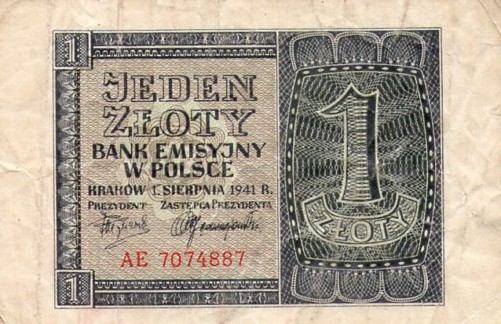 1
JEDEN
ZŁOTY
BANK EMISYJNY
W POLSCE
KRAKÓW 1. SIERPNIA 1941 R.
PREZYDENT ZASTĘPCA PREZYDENTA
AE 7074887
1
1
ZŁOTY